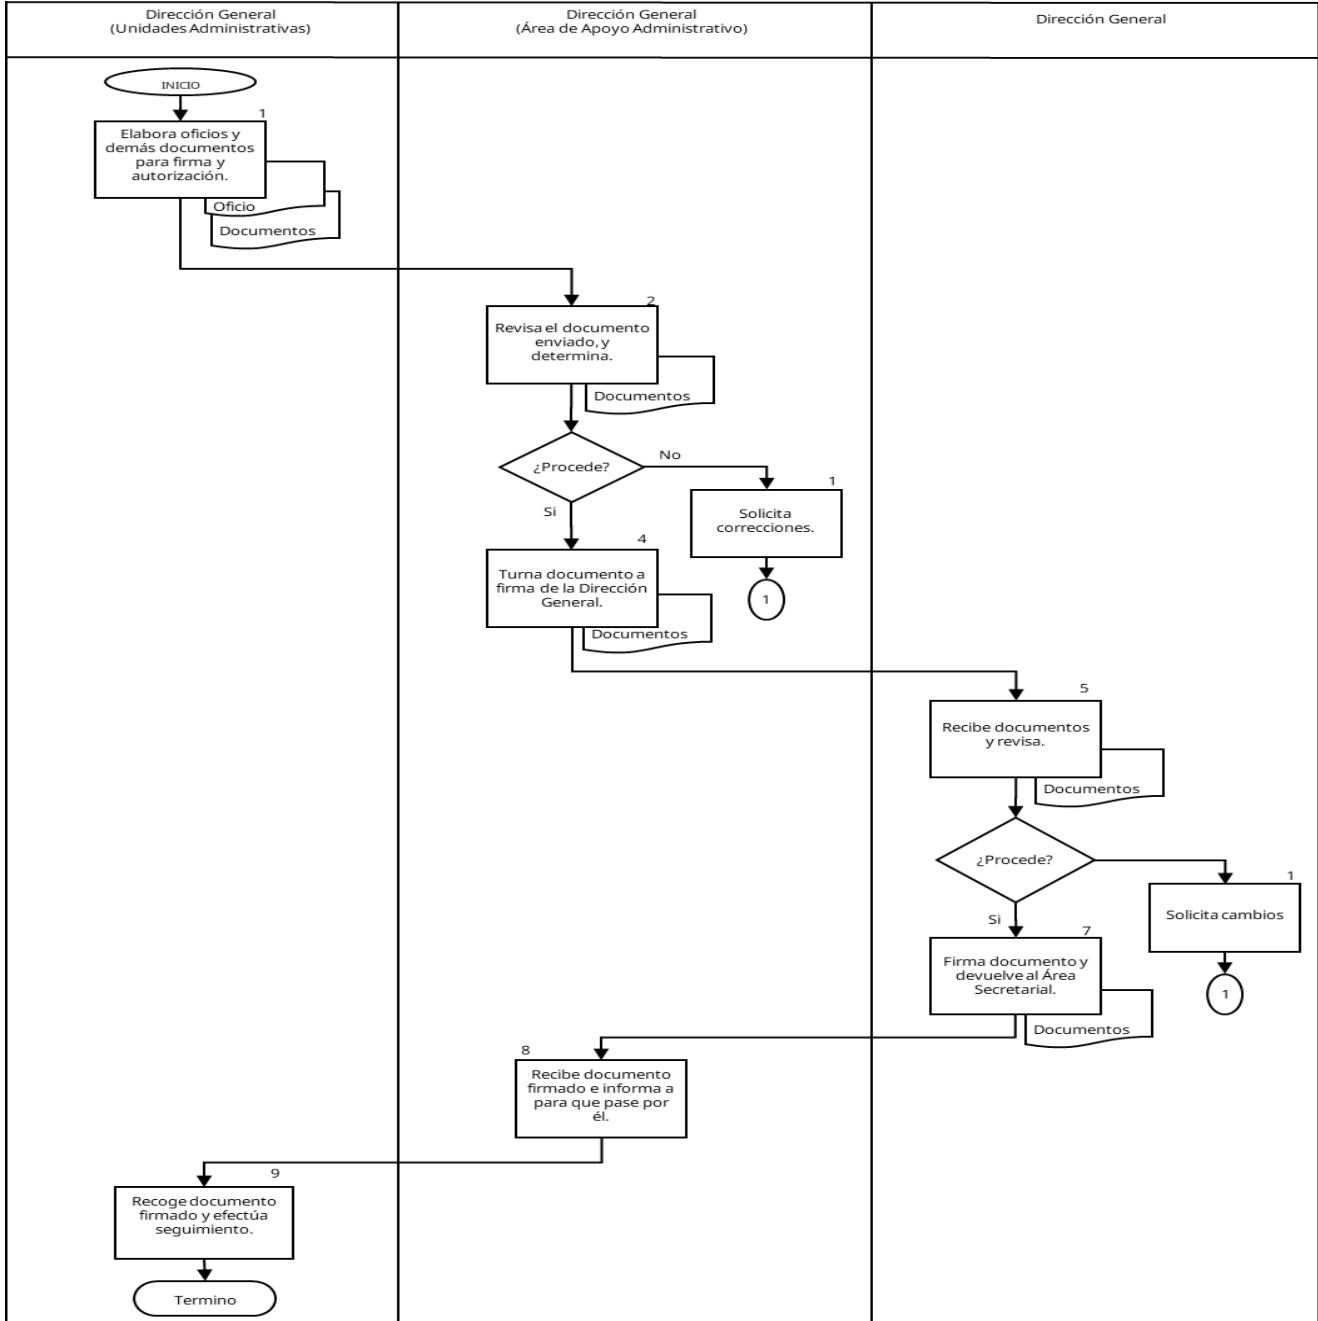 Dirección General
(Unidades Administrativas)
Dirección General
(Área de Apoyo Administrativo)
Dirección General
INICIO
1
Elabora oficios y
demás documentos
para firma y
autorización.
Oficio
Documentos
2
Revisa el documento
enviado, y
determina.
Documentos
¿Procede?
No
Si
1
Solicita
correcciones.
1
4
Turna documento a
firma de la Dirección
General.
Documentos
5
Recibe documentos
y revisa.
Documentos
¿Procede?
Si
1
Solicita cambios
1
7
Firma documento y
devuelve al Área
Secretarial.
Documentos
8
Recibe documento
firmado e informa a
para que pase por
él.
9
Recoge documento
firmado y efectúa
seguimiento.
Termino